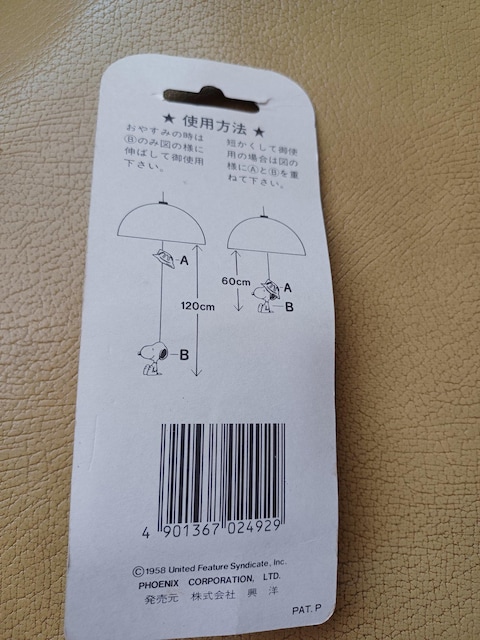 ★ 使用方法 ★
おやすみの時は
Ⓑのみ図の様に
伸ばして御使用
下さい。
短かくして御使
用の場合は図の
様にⒶとⒷを重
ねて下さい。
A
120cm
B
60cm
A
B
4 901367 024929
©1958 United Feature Syndicate, Inc.
PHOENIX CORPORATION, LTD.
発売元 株式会社 興 洋
PAT. P